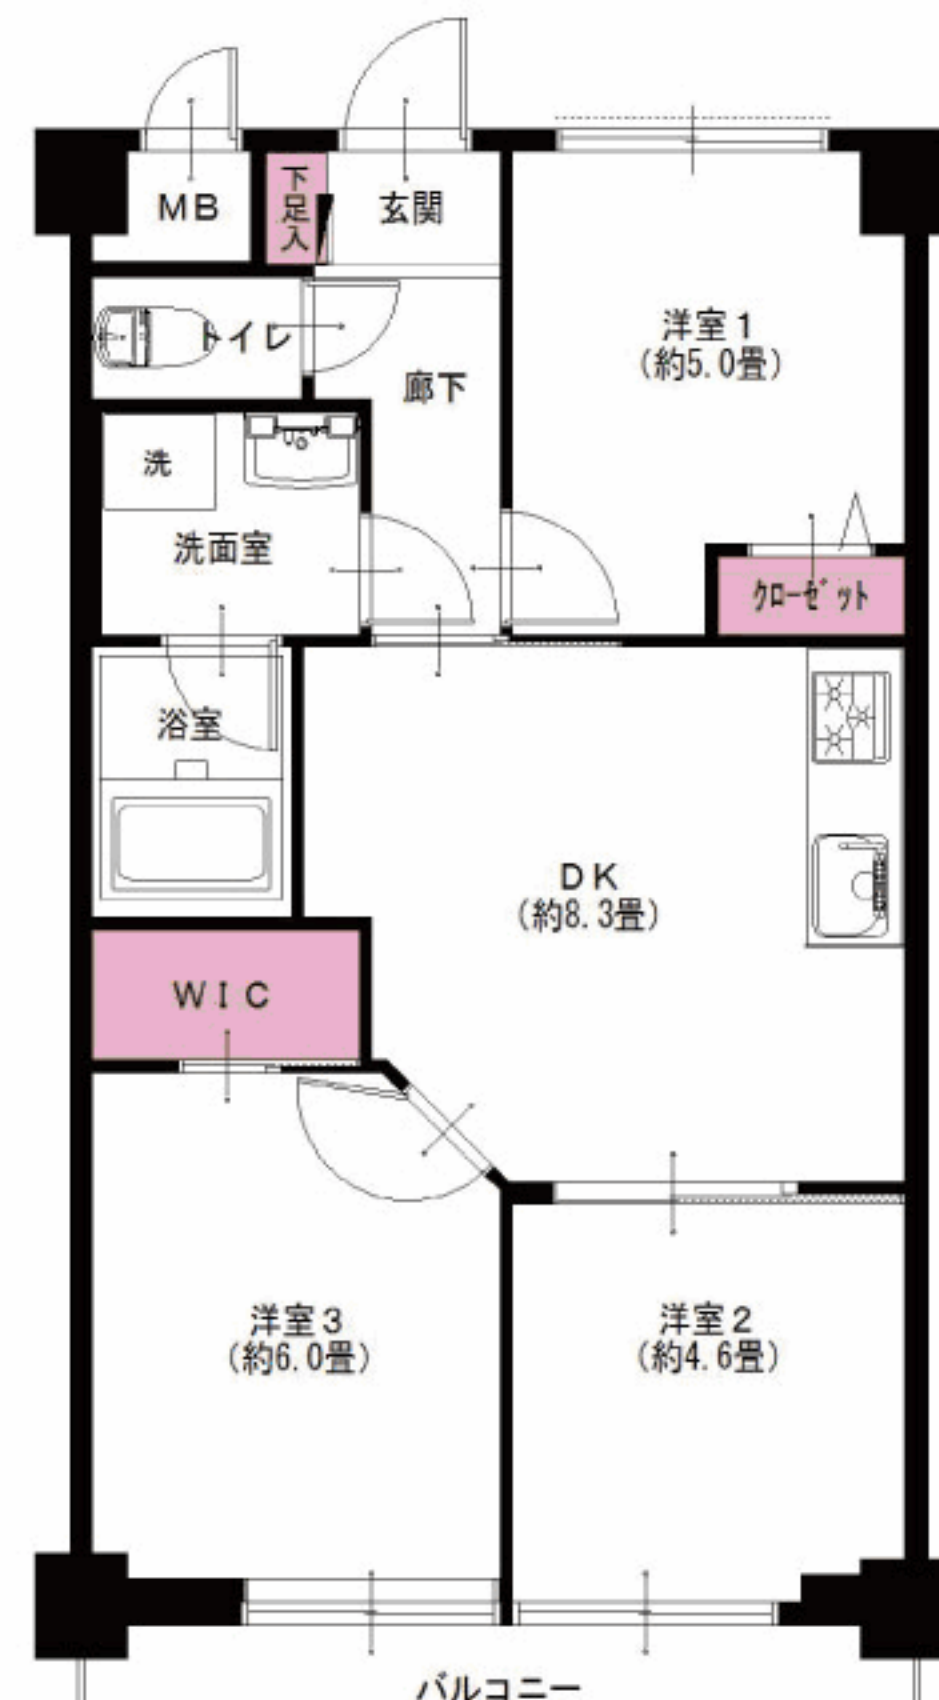 MB
下足入
玄関
トイレ
洋室1
(約5.0畳)
廊下
洗
洗面室
クローゼット
浴室
DK
(約8.3畳)
WIC
洋室3
(約6.0畳)
洋室2
(約4.6畳)
バルコニー